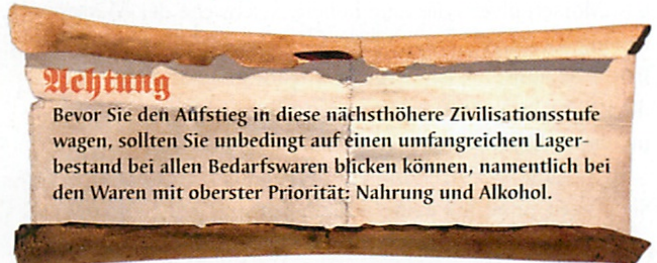 Achtung
Bevor Sie den Aufstieg in diese nächsthöhere Zivilisationsstufe
wagen, sollten Sie unbedingt auf einen umfangreichen Lager-
bestand bei allen Bedarfswaren blicken können, namentlich bei
den Waren mit oberster Priorität: Nahrung und Alkohol.